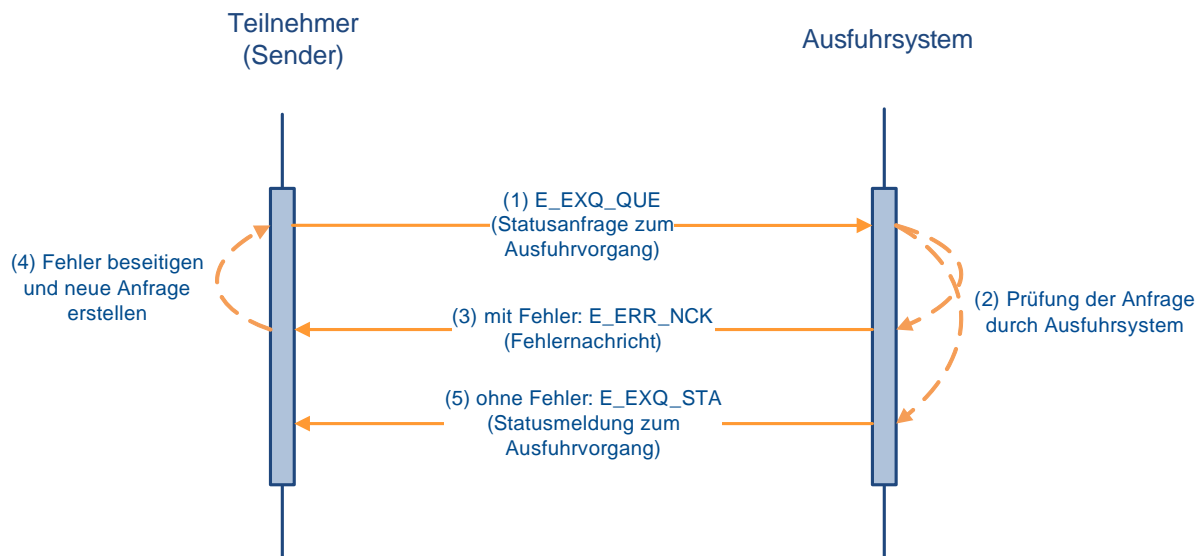 Teilnehmer
(Sender)
Ausfuhrsystem
(1) E_EXQ_QUE
(Statusanfrage zum
Ausfuhrvorgang)
(4) Fehler beseitigen
und neue Anfrage
erstellen
(2) Prüfung der Anfrage
durch Ausfuhrsystem
(3) mit Fehler: E_ERR_NCK
(Fehlernachricht)
(5) ohne Fehler: E_EXQ_STA
(Statusmeldung zum
Ausfuhrvorgang)